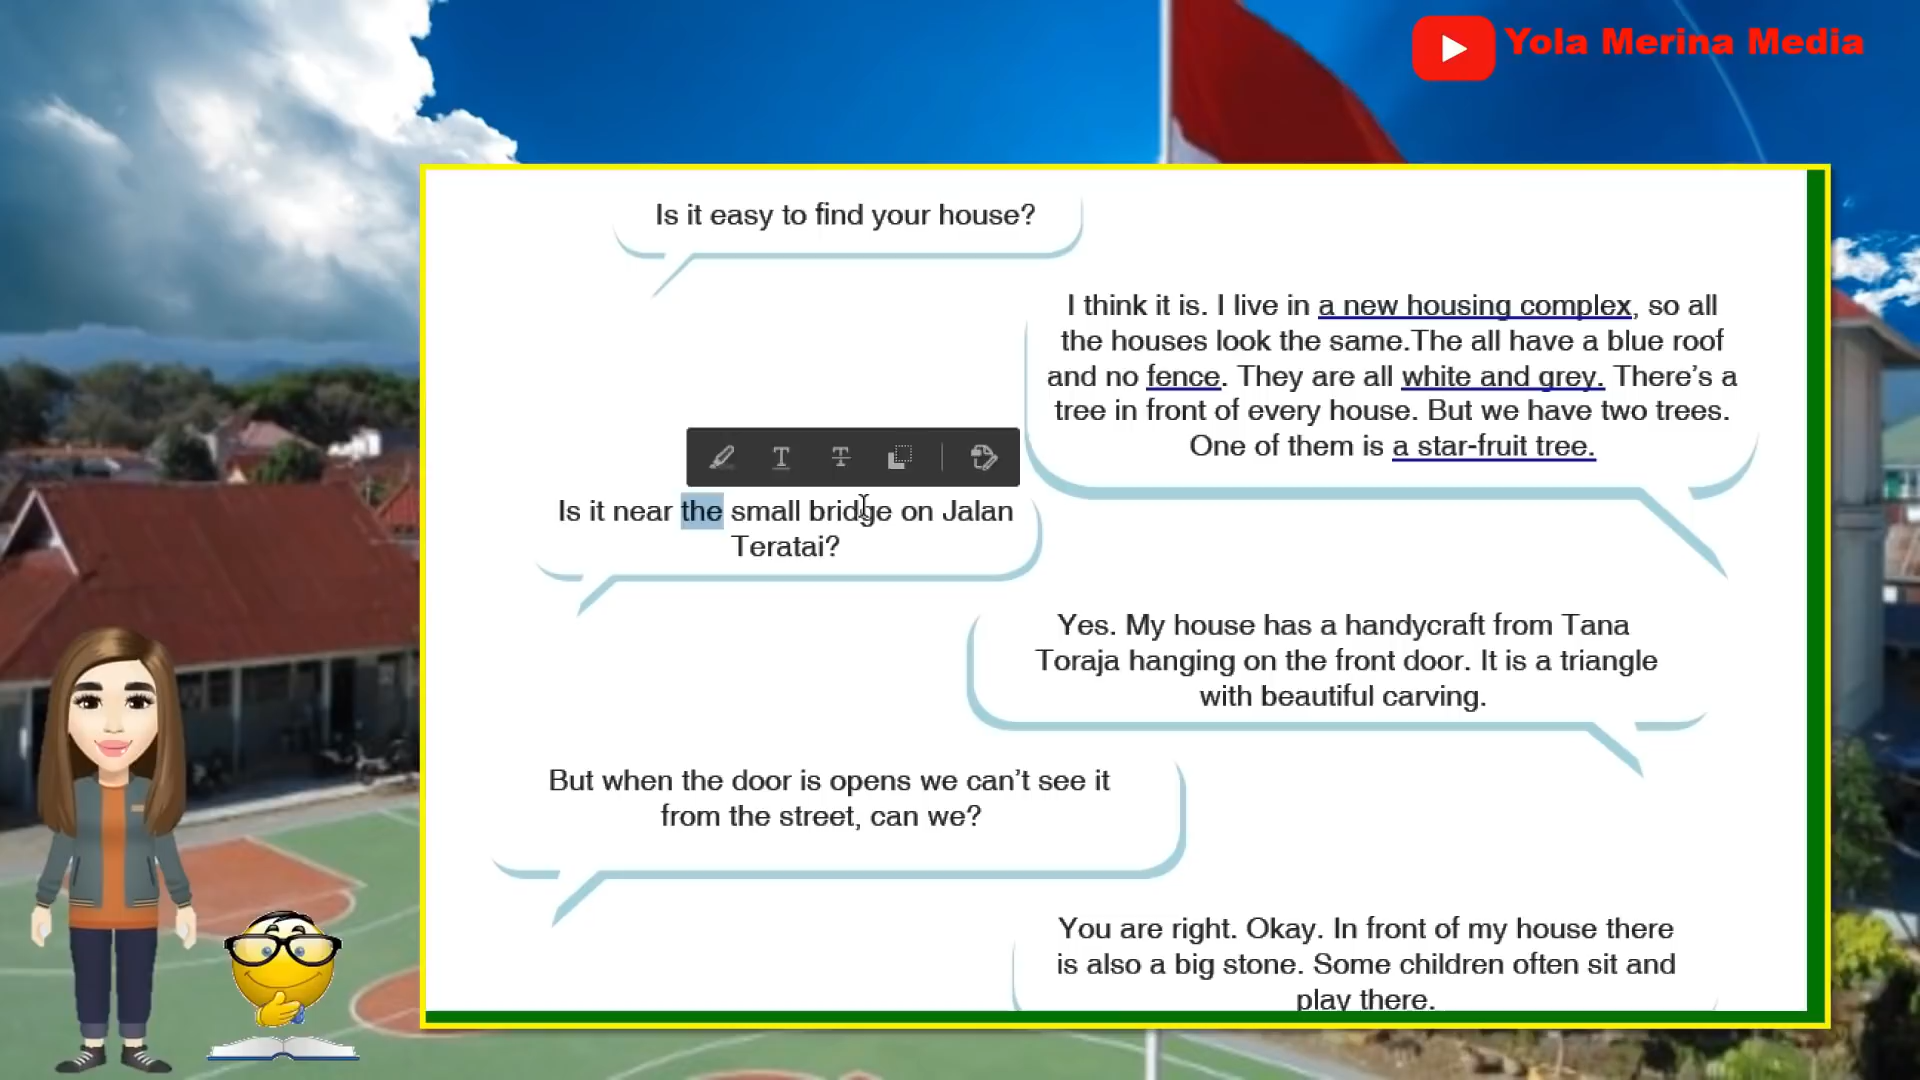 Yola Merina Media
Is it easy to find your house?
I think it is. I live in a new housing complex, so all
the houses look the same.The all have a blue roof
and no fence. They are all white and grey. There's a
tree in front of every house. But we have two trees.
One of them is a star-fruit tree.
Is it near the small bridge on Jalan
Teratai?
Yes. My house has a handycraft from Tana
Toraja hanging on the front door. It is a triangle
with beautiful carving.
But when the door is opens we can't see it
from the street, can we?
You are right. Okay. In front of my house there
is also a big stone. Some children often sit and
play there.